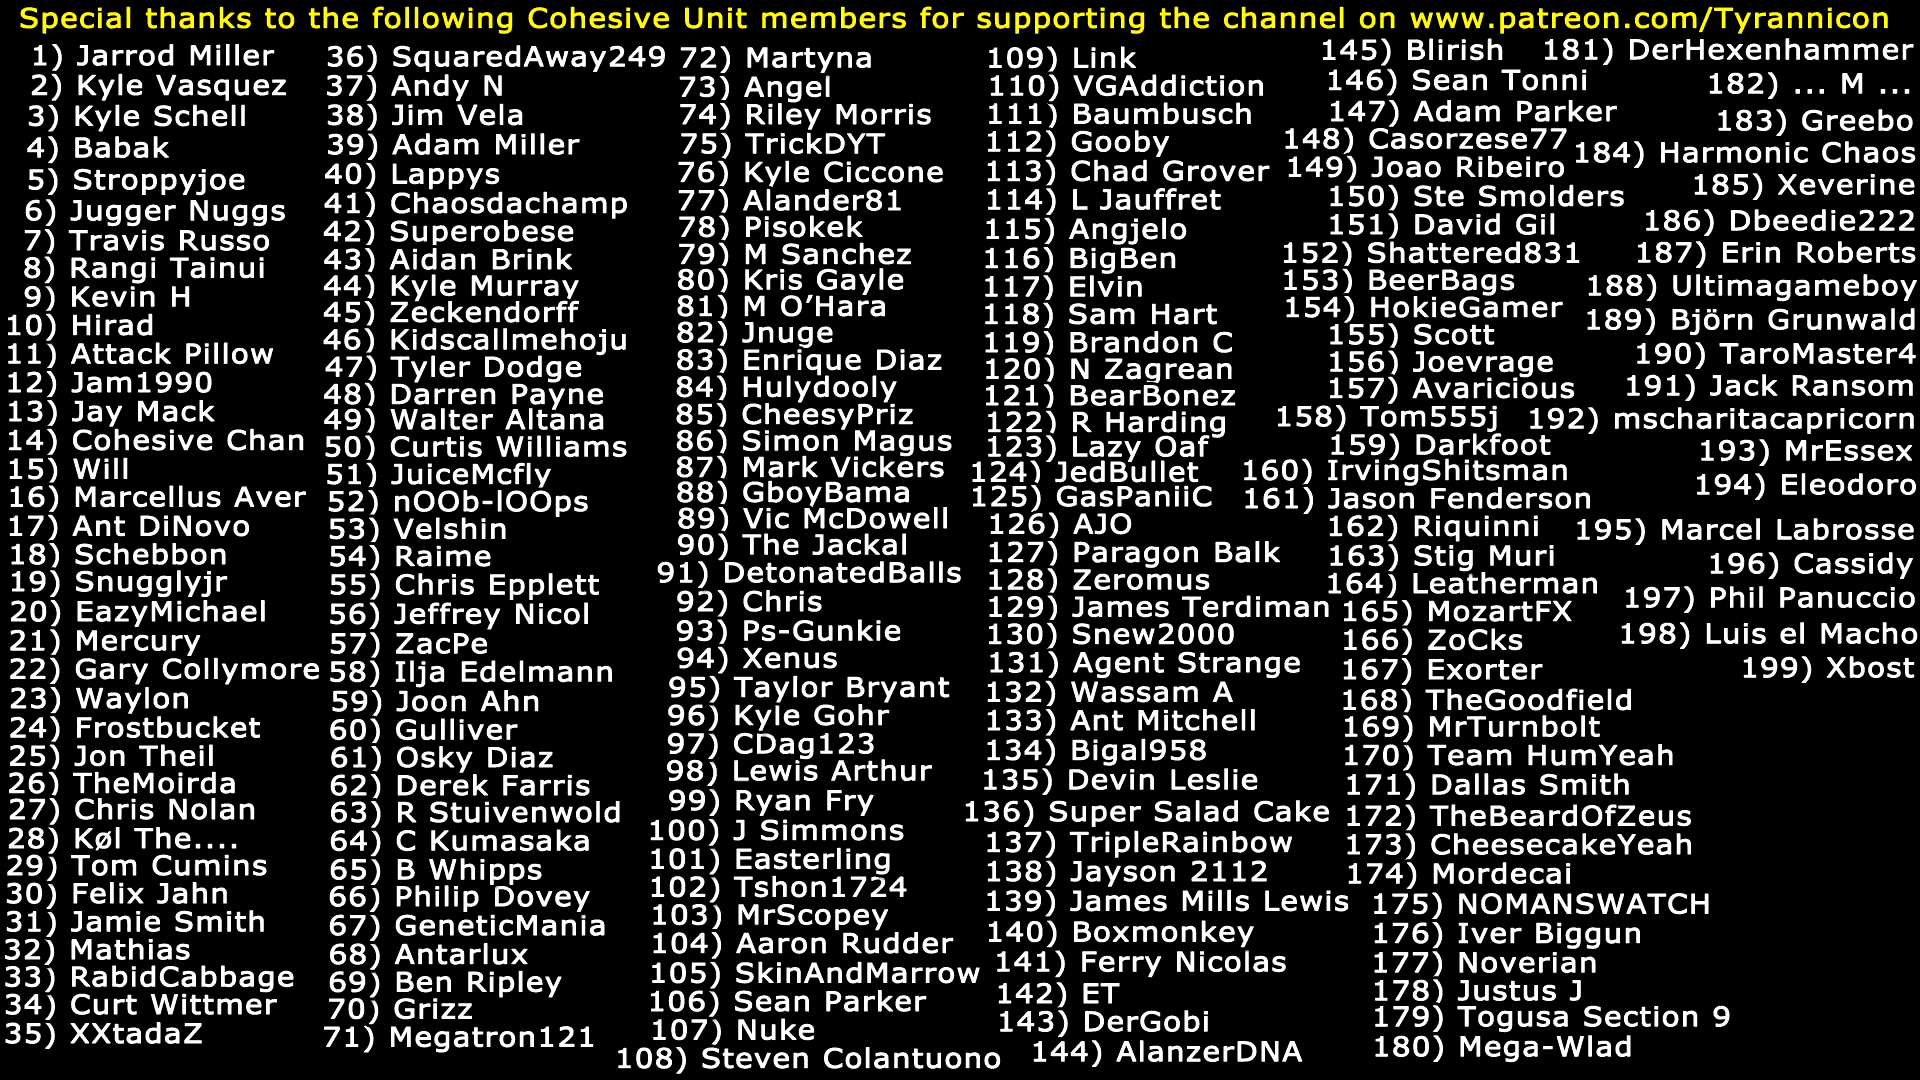 Special thanks to the following Cohesive Unit members for supporting the channel on www.patreon.com/Tyrannicon
1) Jarrod Miller
2) Kyle Vasquez
3) Kyle Schell
4) Babak
5) Stroppyjoe
6) Jugger Nuggs
7) Travis Russo
8) Rangi Tainui
9) Kevin H
10) Hirad
11) Attack Pillow
12) Jam1990
13) Jay Mack
14) Cohesive Chan
15) Will
16) Marcellus Aver
17) Ant DiNovo
18) Schebbon
19) Snugglyjr
20) EazyMichael
21) Mercury
22) Gary Collymore
23) Waylon
24) Frostbucket
25) Jon Theil
26) TheMoirda
27) Chris Nolan
28) Køl The....
29) Tom Cumins
30) Felix Jahn
31) Jamie Smith
32) Mathias
33) RabidCabbage
34) Curt Wittmer
35) XXtadaZ
36) SquaredAway249
37) Andy N
38) Jim Vela
39) Adam Miller
40) Lappys
41) Chaosdachamp
42) Superobese
43) Aidan Brink
44) Kyle Murray
45) Zeckendorff
46) Kidscallmehoju
47) Tyler Dodge
48) Darren Payne
49) Walter Altana
50) Curtis Williams
51) JuiceMcfly
52) nOOb-lOOps
53) Velshin
54) Raime
55) Chris Epplett
56) Jeffrey Nicol
57) ZacPe
58) Ilja Edelmann
59) Joon Ahn
60) Gulliver
61) Osky Diaz
62) Derek Farris
63) R Stuivenwold
64) C Kumasaka
65) B Whipps
66) Philip Dovey
67) GeneticMania
68) Antarlux
69) Ben Ripley
70) Grizz
71) Megatron121
72) Martyna
73) Angel
74) Riley Morris
75) TrickDYT
76) Kyle Ciccone
77) Alander81
78) Pisokek
79) M Sanchez
80) Kris Gayle
81) M O'Hara
82) Jnuge
83) Enrique Diaz
84) Hulydooly
85) CheesyPriz
86) Simon Magus
87) Mark Vickers
88) GboyBama
89) Vic McDowell
90) The Jackal
91) DetonatedBalls
92) Chris
93) Ps-Gunkie
94) Xenus
95) Taylor Bryant
96) Kyle Gohr
97) CDag123
98) Lewis Arthur
99) Ryan Fry
100) J Simmons
101) Easterling
102) Tshon1724
103) MrScopey
104) Aaron Rudder
105) SkinAndMarrow
106) Sean Parker
107) Nuke
108) Steven Colantuono
109) Link
110) VGAddiction
111) Baumbusch
112) Gooby
113) Chad Grover
114) L Jauffret
115) Angjelo
116) BigBen
117) Elvin
118) Sam Hart
119) Brandon C
120) N Zagrean
121) BearBonez
122) R Harding
123) Lazy Oaf
124) JedBullet
125) GasPaniiC
126) AJO
127) Paragon Balk
128) Zeromus
129) James Terdiman
130) Snew2000
131) Agent Strange
132) Wassam A
133) Ant Mitchell
134) Bigal958
135) Devin Leslie
136) Super Salad Cake
137) TripleRainbow
138) Jayson 2112
139) James Mills Lewis
140) Boxmonkey
141) Ferry Nicolas
142) ET
143) DerGobi
144) AlanzerDNA
145) Blirish
146) Sean Tonni
147) Adam Parker
148) Casorzese77
149) Joao Ribeiro
150) Ste Smolders
151) David Gil
152) Shattered831
153) BeerBags
154) HokieGamer
155) Scott
156) Joevrage
157) Avaricious
158) Tom555j
159) Darkfoot
160) IrvingShitsman
161) Jason Fenderson
162) Riquinni
163) Stig Muri
164) Leatherman
165) MozartFX
166) ZoCks
167) Exorter
168) TheGoodfield
169) MrTurnbolt
170) Team HumYeah
171) Dallas Smith
172) TheBeardOfZeus
173) CheesecakeYeah
174) Mordecai
175) NOMANSWATCH
176) Iver Biggun
177) Noverian
178) Justus J
179) Togusa Section 9
180) Mega-Wlad
181) DerHexenhammer
182) ... M ...
183) Greebo
184) Harmonic Chaos
185) Xeverine
186) Dbeedie222
187) Erin Roberts
188) Ultimagameboy
189) Björn Grunwald
190) TaroMaster4
191) Jack Ransom
192) mscharitacapricorn
193) MrEssex
194) Eleodoro
195) Marcel Labrosse
196) Cassidy
197) Phil Panuccio
198) Luis el Macho
199) Xbost